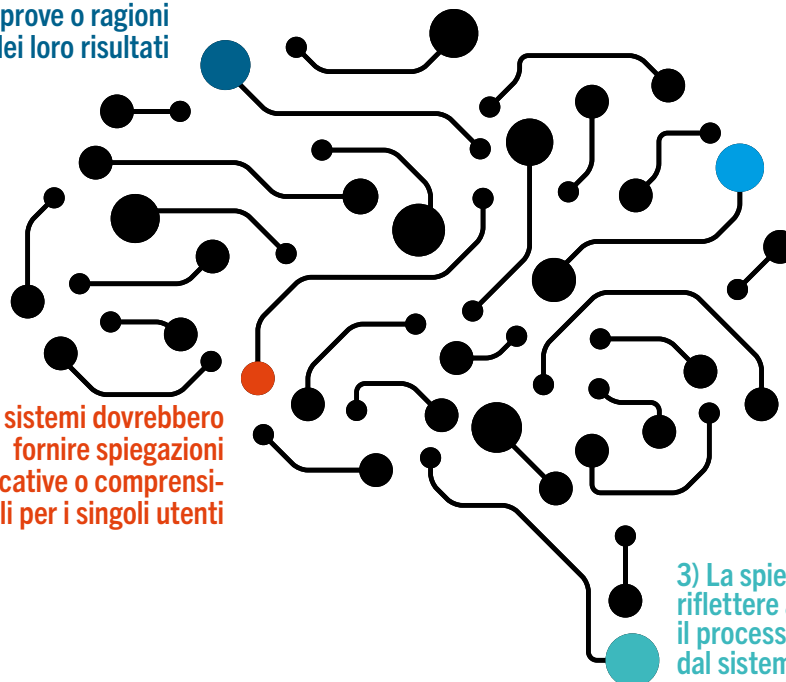 prove o ragioni
dei loro risultati
sistemi dovrebbero
fornire spiegazioni
cative o comprensi-
li per i singoli utenti
3) La spie
riflettere
il process
dal sistem